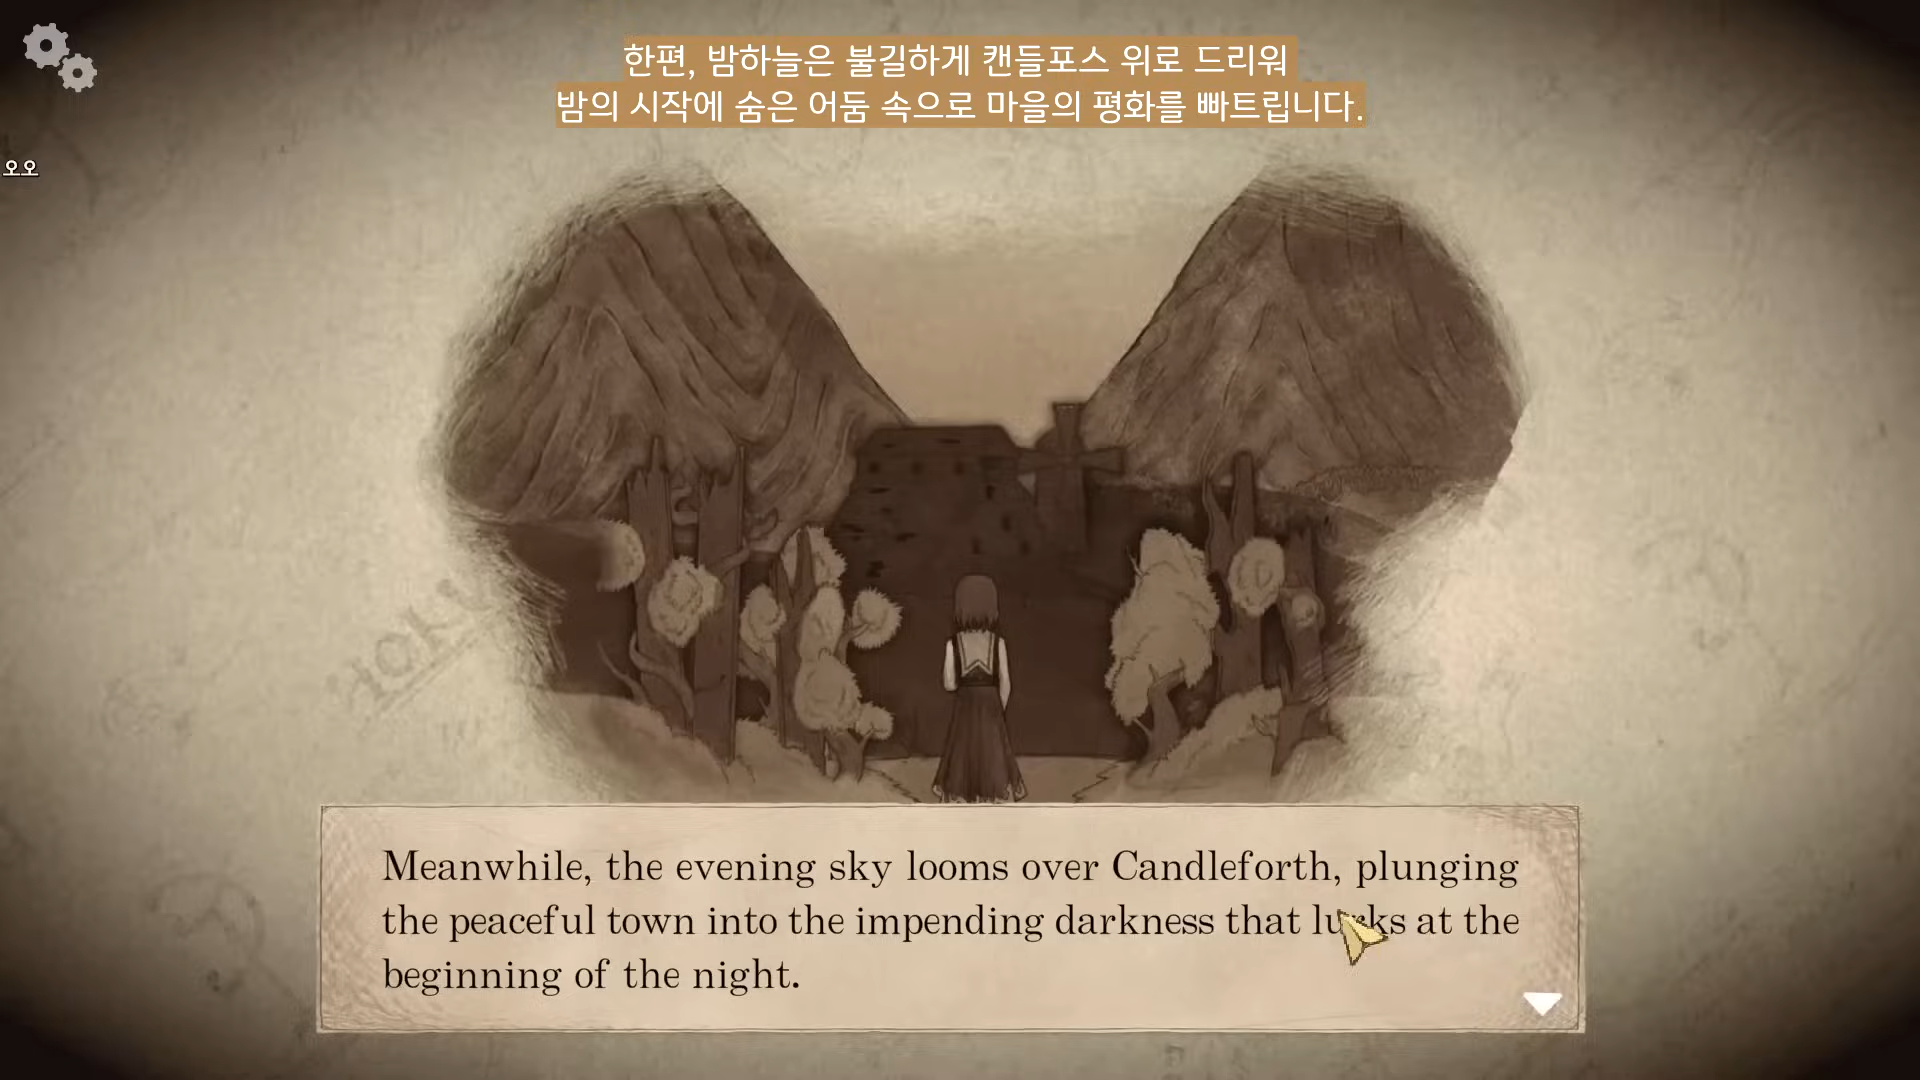 한편, 밤하늘은 불길하게 캔들포스 위로 드리워
밤의 시작에 숨은 어둠 속으로 마을의 평화를 빠트립니다.
오오
Meanwhile, the evening sky looms over Candleforth, plunging
the peaceful town into the impending darkness that lurks at the
beginning of the night.